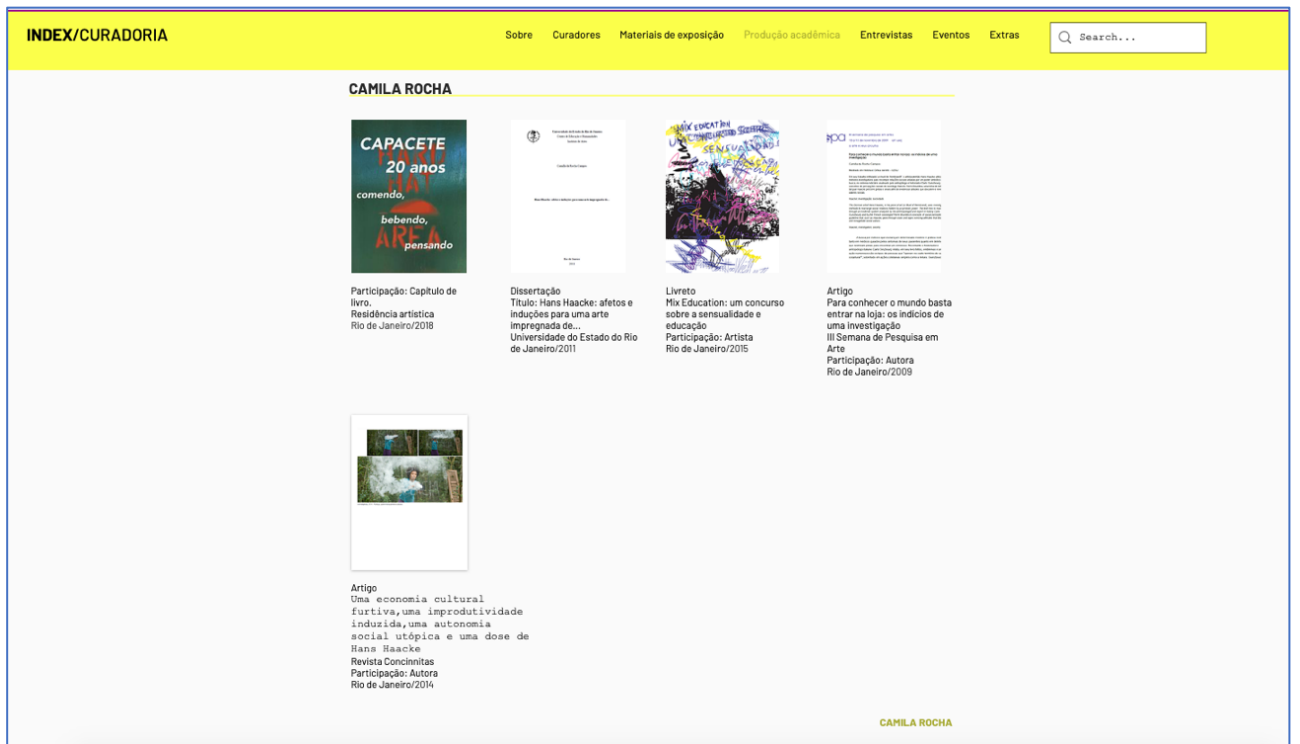 INDEX/CURADORIA
Sobre Curadores Materiais de exposição Produção acadêmica Entrevistas Eventos Extras
Search...
CAMILA ROCHA
CAPACETE
20 anos
HARD
HAT
AREA
comendo,
bebendo,
pensando
MIX EDUCATION
SENSUALIDADE
Participação: Capítulo de
livro.
Residência artística
Rio de Janeiro/2018
Dissertação
Título: Hans Haacke: afetos e
induções para uma arte
impregnada de...
Universidade do Estado do Rio
de Janeiro/2011
Livreto
Mix Education: um concurso
sobre a sensualidade e
educação
Participação: Artista
Rio de Janeiro/2015
Artigo
Para conhecer o mundo basta
entrar na loja: os indícios de
uma investigação
III Semana de Pesquisa em
Arte
Participação: Autora
Rio de Janeiro/2009
Artigo
Uma economia cultural
furtiva,uma improdutividade
induzida,uma autonomia
social utópica e uma dose de
Hans Haacke
Revista Concinnitas
Participação: Autora
Rio de Janeiro/2014
CAMILA ROCHA